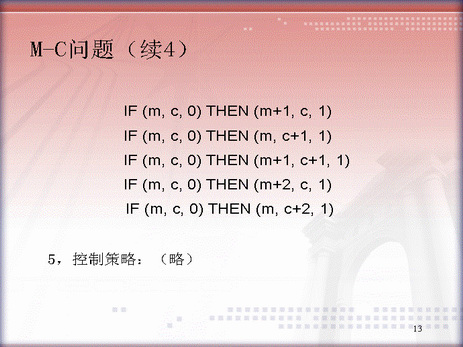 M-C问题（续4）
IF (m, c, 0) THEN (m+1, c, 1)
IF (m, c, 0) THEN (m, c+1, 1)
IF (m, c, 0) THEN (m+1, c+1, 1)
IF (m, c, 0) THEN (m+2, c, 1)
IF (m, c, 0) THEN (m, c+2, 1)
5，控制策略：（略）
13